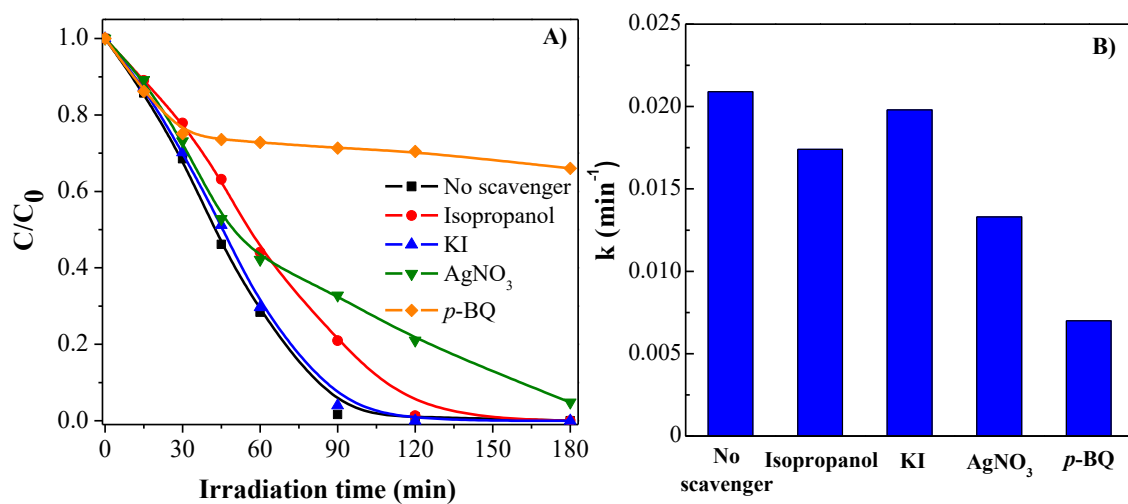 A)
C/C0
1.0
0.8
0.6
0.4
0.2
0.0
No scavenger
Isopropanol
KI
AgNO3
p-BQ
0 30 60 90 120 150 180
Irradiation time (min)
B)
k (min-1)
0.025
0.020
0.015
0.010
0.005
0
No scavenger
Isopropanol
KI
AgNO3
p-BQ